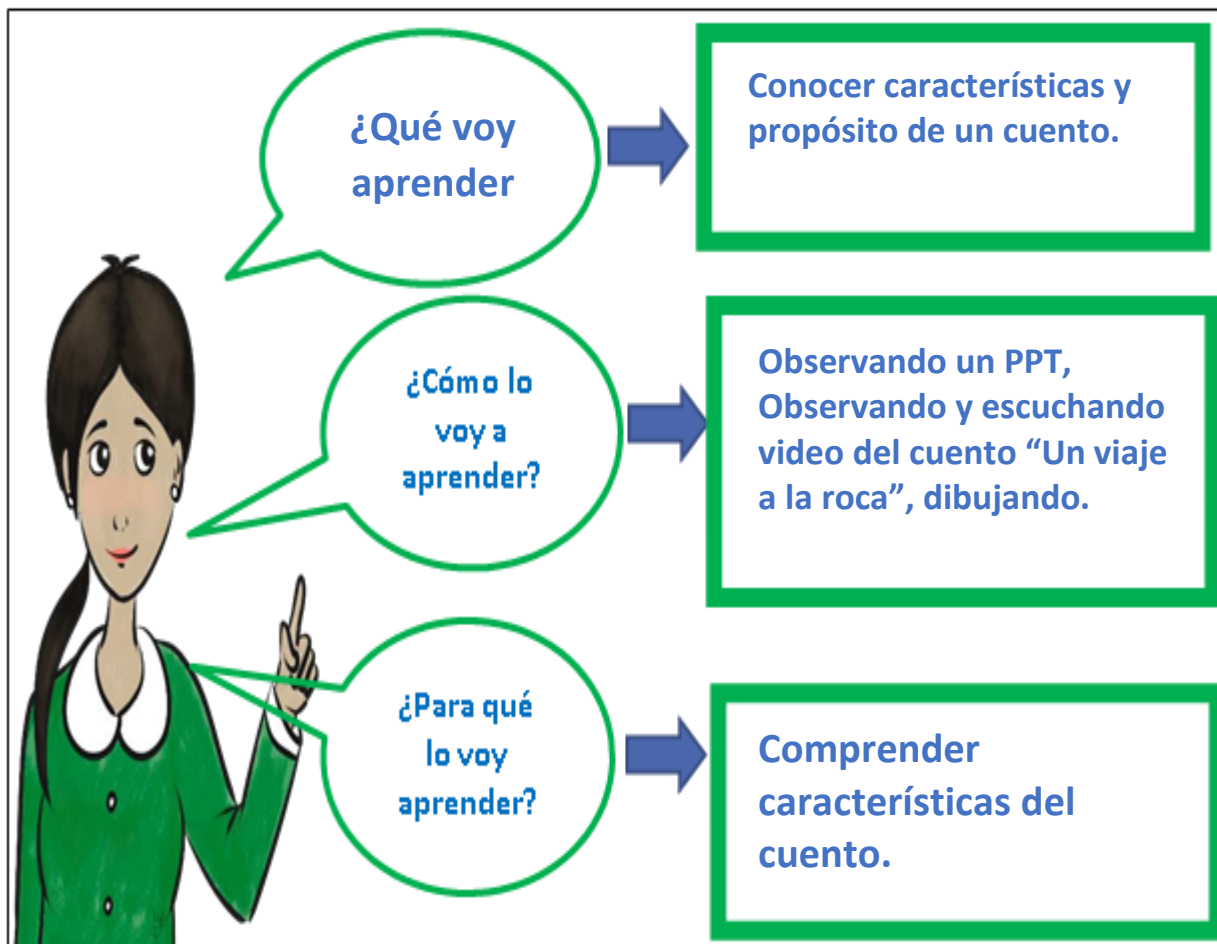 ¿Qué voy
aprender
Conocer características y
propósito de un cuento.
¿Cómo lo
voy a
aprender?
Observando un PPT,
Observando y escuchando
video del cuento “Un viaje
a la roca”, dibujando.
¿Para qué
lo voy
aprender?
Comprender
características del
cuento.